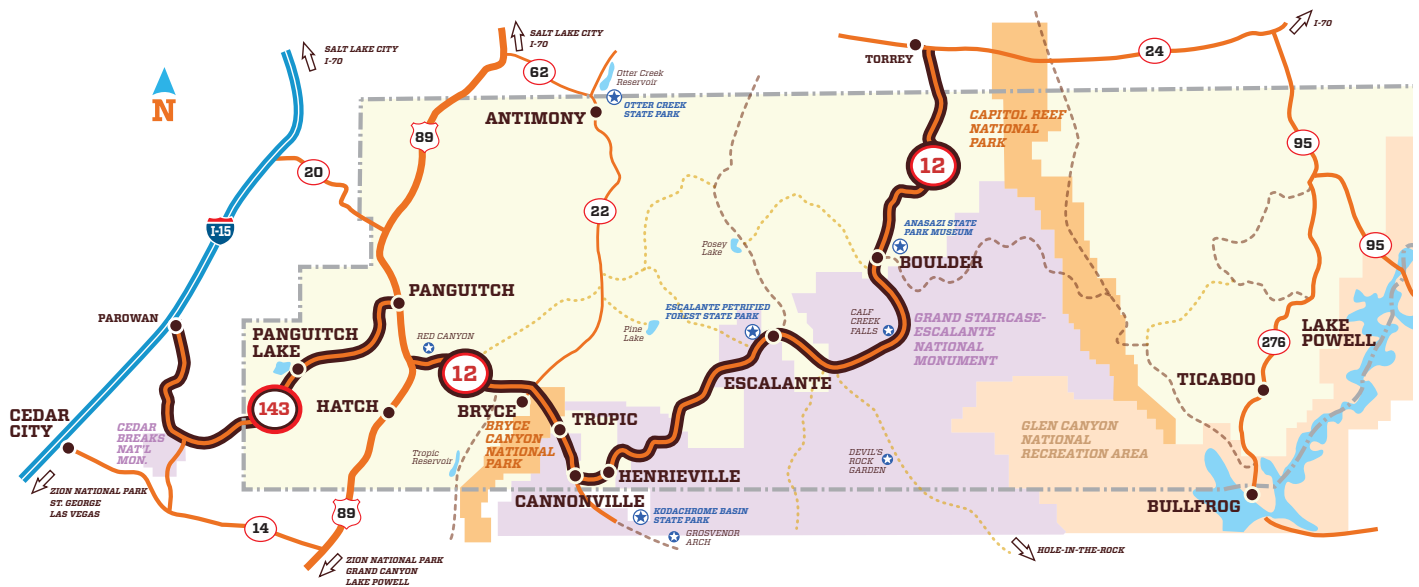 SALT LAKE CITY
I-70
SALT LAKE CITY
I-70
I-70
62
Otter Creek
Reservoir
TORREY
24
N
OTTER CREEK
STATE PARK
ANTIMONY
CAPITOL REEF
NATIONAL
PARK
89
95
20
12
22
I-15
ANASAZI STATE
PARK MUSEUM
Posey
Lake
95
BOULDER
PANGUITCH
PAROWAN
ESCALANTE PETRIFIED
FOREST STATE PARK
CALF
CREEK
FALLS
GRAND STAIRCASE-
ESCALANTE
NATIONAL
MONUMENT
LAKE
POWELL
PANGUITCH
LAKE
RED CANYON
Pine
Lake
276
12
ESCALANTE
TICABOO
143
HATCH
BRYCE
TROPIC
CEDAR
CITY
CEDAR
BREAKS
NAT'L
MON.
BRYCE
CANYON
NATIONAL
PARK
GLEN CANYON
NATIONAL
RECREATION AREA
Tropic
Reservoir
DEVIL'S
ROCK
GARDEN
HENRIEVILLE
CANNONVILLE
BULLFROG
ZION NATIONAL PARK
ST. GEORGE
LAS VEGAS
89
KODACHROME BASIN
STATE PARK
14
GROSVENOR
ARCH
HOLE-IN-THE-ROCK
ZION NATIONAL PARK
GRAND CANYON
LAKE POWELL